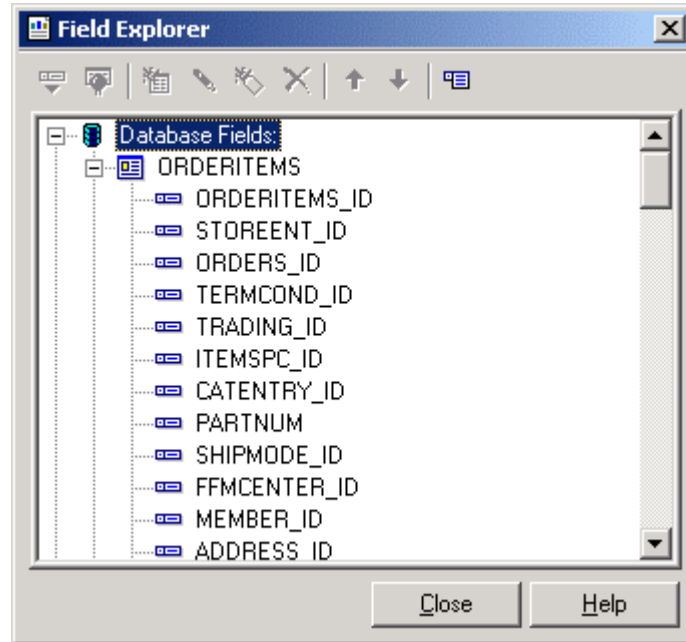 Field Explorer
Database Fields:
ORDERITEMS
ORDERITEMS_ID
STOREENT_ID
ORDERS_ID
TERMCOND_ID
TRADING_ID
ITEMSPC_ID
CATENTRY_ID
PARTNUM
SHIPMODE_ID
FFMCENTER_ID
MEMBER_ID
ADDRESS_ID
Close Help